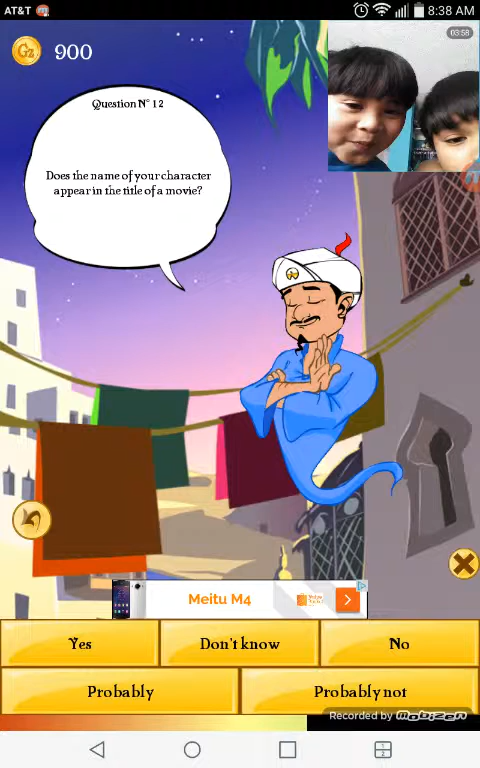 AT&T
8:38 AM
03:58
Gz 900
Question N° 12
Does the name of your character
appear in the title of a movie?
Meitu M4
Yes
Don't know
No
Probably
Probably not
Recorded by Mobizen